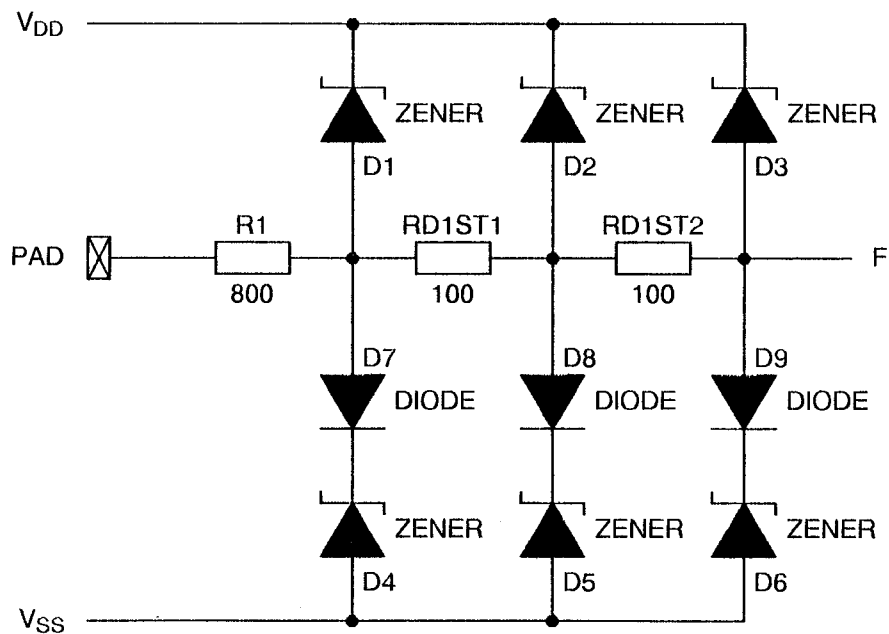 VDD
ZENER
ZENER
ZENER
D1
D2
D3
R1
RD1ST1
RD1ST2
PAD
F
800
100
100
D7
D8
D9
DIODE
DIODE
DIODE
ZENER
ZENER
ZENER
D4
D5
D6
VSS